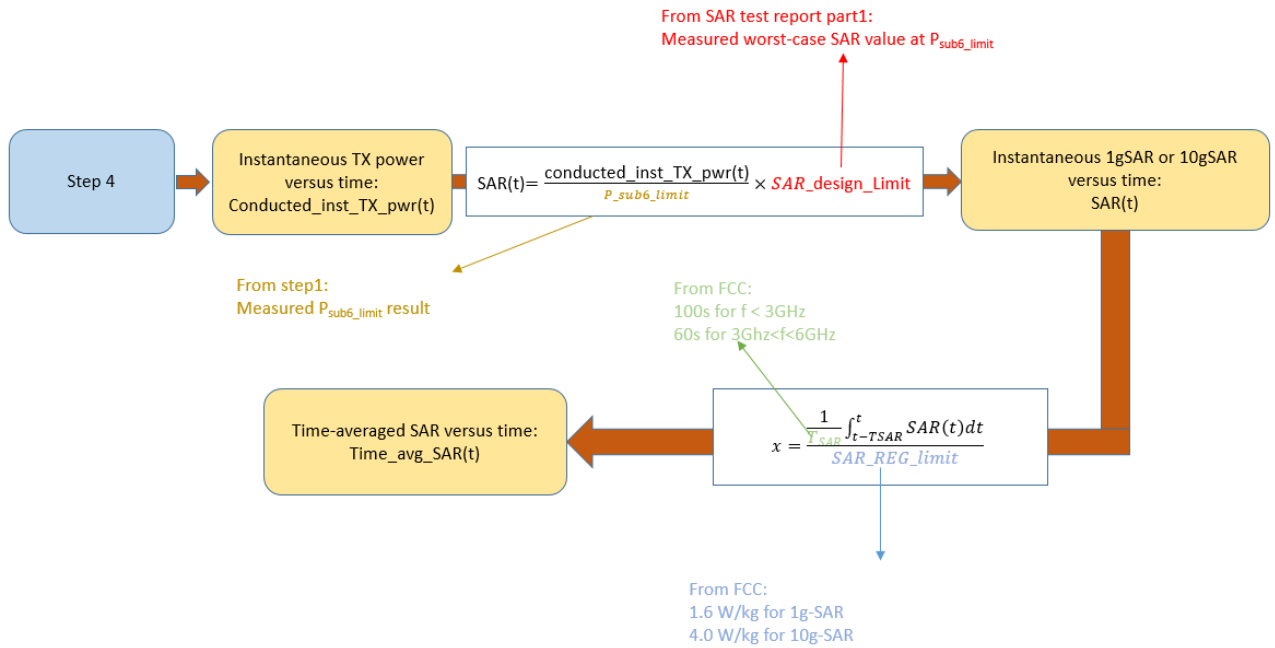 From SAR test report part1:
Measured worst-case SAR value at P_sub6_limit
Step 4
Instantaneous TX power
versus time:
Conducted_inst_TX_pwr(t)
SAR(t)= conducted_inst_TX_pwr(t) / P_sub6_limit × SAR_design_Limit
Instantaneous 1gSAR or 10gSAR
versus time:
SAR(t)
From step1:
Measured P_sub6_limit result
From FCC:
100s for f < 3GHz
60s for 3Ghz<f<6GHz
Time-averaged SAR versus time:
Time_avg_SAR(t)
x = 1/T_SAR ∫_{t−TSAR}^{t} SAR(t)dt / SAR_REG_limit
From FCC:
1.6 W/kg for 1g-SAR
4.0 W/kg for 10g-SAR